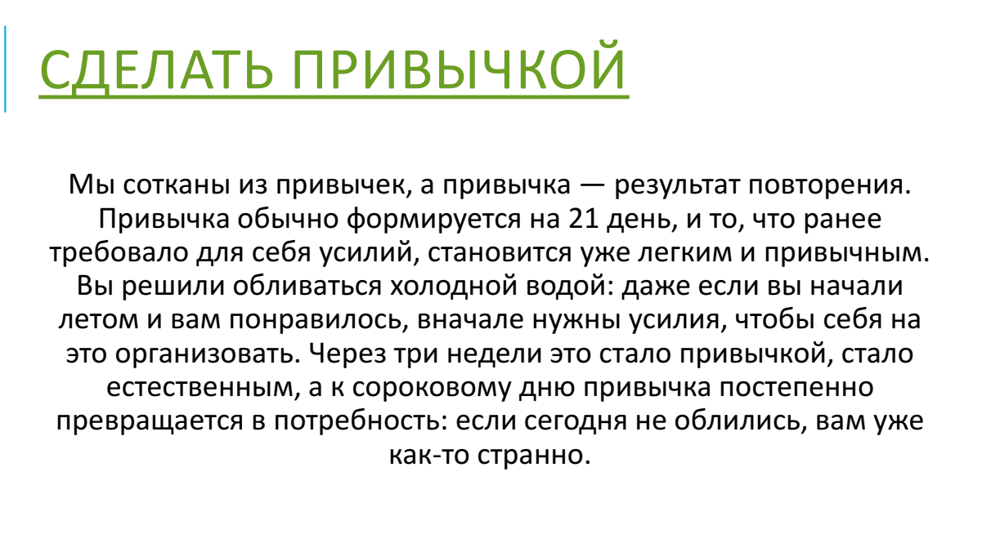 СДЕЛАТЬ ПРИВЫЧКОЙ
Мы сотканы из привычек, а привычка — результат повторения.
Привычка обычно формируется на 21 день, и то, что ранее
требовало для себя усилий, становится уже легким и привычным.
Вы решили обливаться холодной водой: даже если вы начали
летом и вам понравилось, вначале нужны усилия, чтобы себя на
это организовать. Через три недели это стало привычкой, стало
естественным, а к сороковому дню привычка постепенно
превращается в потребность: если сегодня не облились, вам уже
как-то странно.